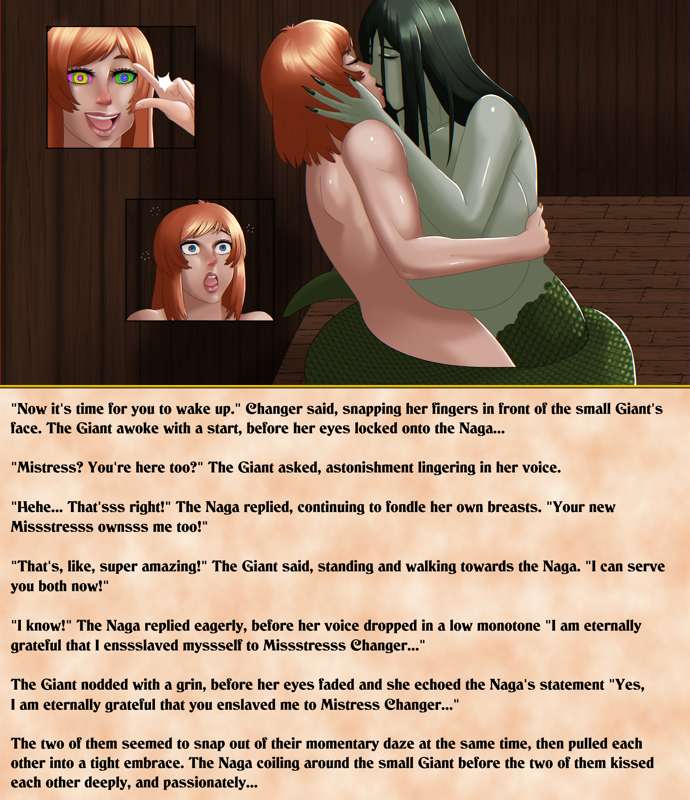 "Now it's time for you to wake up." Changer said, snapping her fingers in front of the small Giant's
face. The Giant awoke with a start, before her eyes locked onto the Naga...
"Mistress? You're here too?" The Giant asked, astonishment lingering in her voice.
"Hehe... That'sss right!" The Naga replied, continuing to fondle her own breasts. "Your new
Missstresss ownsss me too!"
"That's, like, super amazing!" The Giant said, standing and walking towards the Naga. "I can serve
you both now!"
"I know!" The Naga replied eagerly, before her voice dropped in a low monotone "I am eternally
grateful that I enssslaved myssself to Missstresss Changer..."
The Giant nodded with a grin, before her eyes faded and she echoed the Naga's statement "Yes,
I am eternally grateful that you enslaved me to Mistress Changer..."
The two of them seemed to snap out of their momentary daze at the same time, then pulled each
other into a tight embrace. The Naga coiling around the small Giant before the two of them kissed
each other deeply, and passionately...